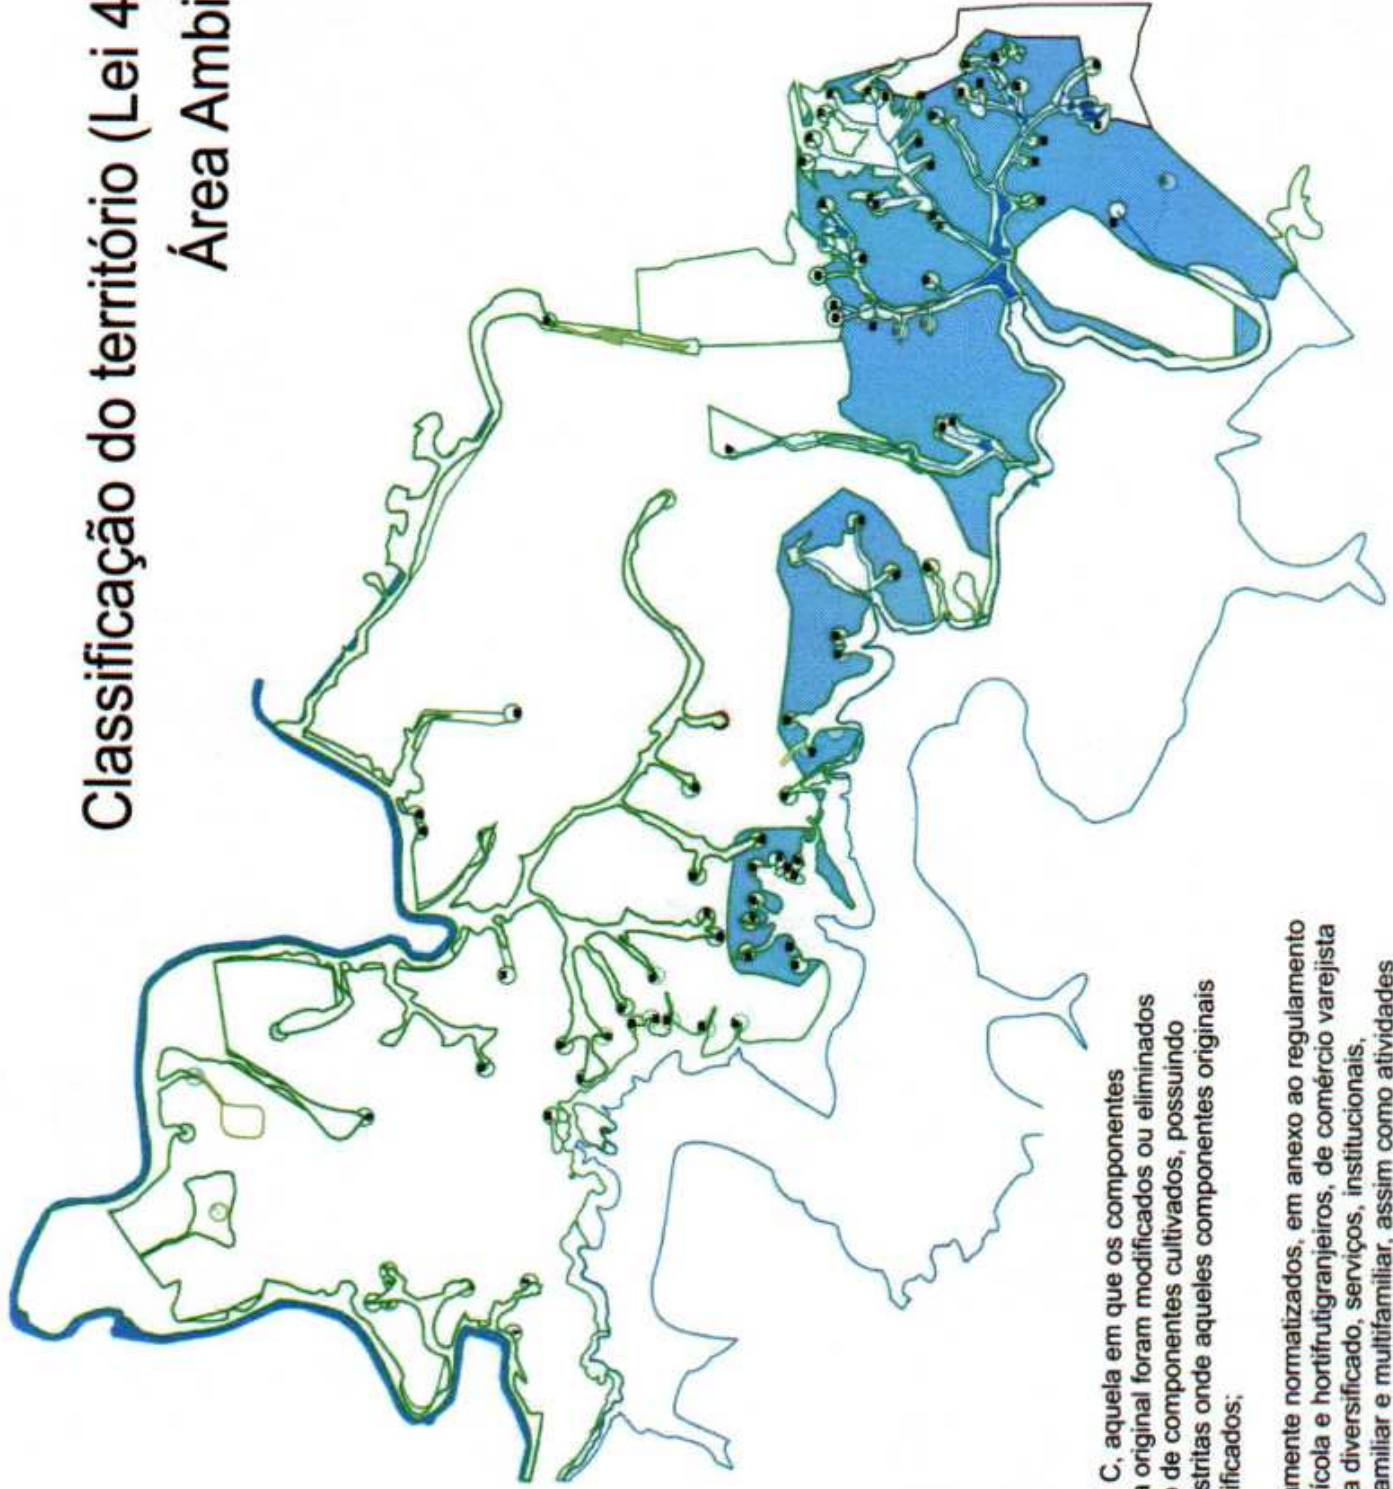 Classificação do território (Lei 4
Área Ambi
C, aquela em que os componentes
original foram modificados ou eliminados
de componentes cultivados, possuindo
stritas onde aqueles componentes originais
ificados;
mente normatizados, em anexo ao regulamento
ícola e hortifrutigranjeiros, de comércio varejista
a diversificado, serviços, institucionais,
amiliar e multifamiliar, assim como atividades